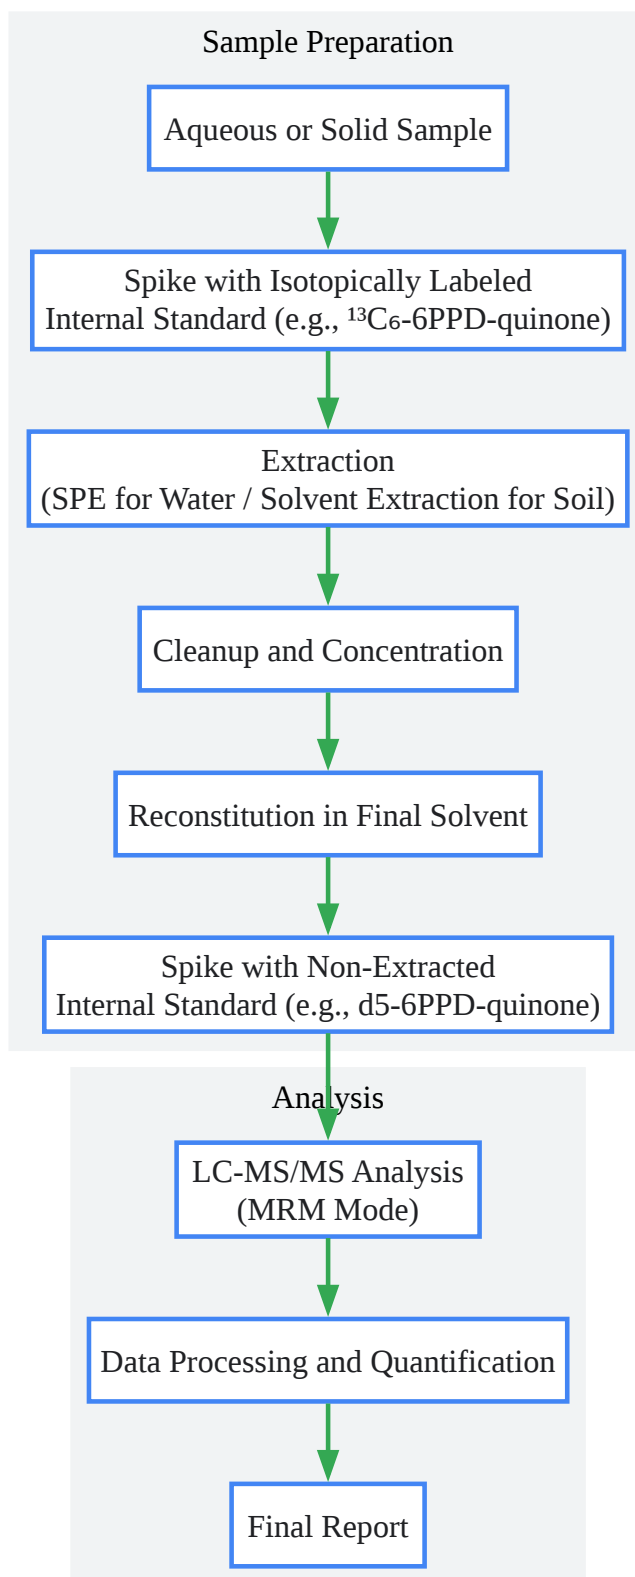 Sample Preparation
Aqueous or Solid Sample
Spike with Isotopically Labeled
Internal Standard (e.g., ¹³C₆-6PPD-quinone)
Extraction
(SPE for Water / Solvent Extraction for Soil)
Cleanup and Concentration
Reconstitution in Final Solvent
Spike with Non-Extracted
Internal Standard (e.g., d5-6PPD-quinone)
Analysis
LC-MS/MS Analysis
(MRM Mode)
Data Processing and Quantification
Final Report